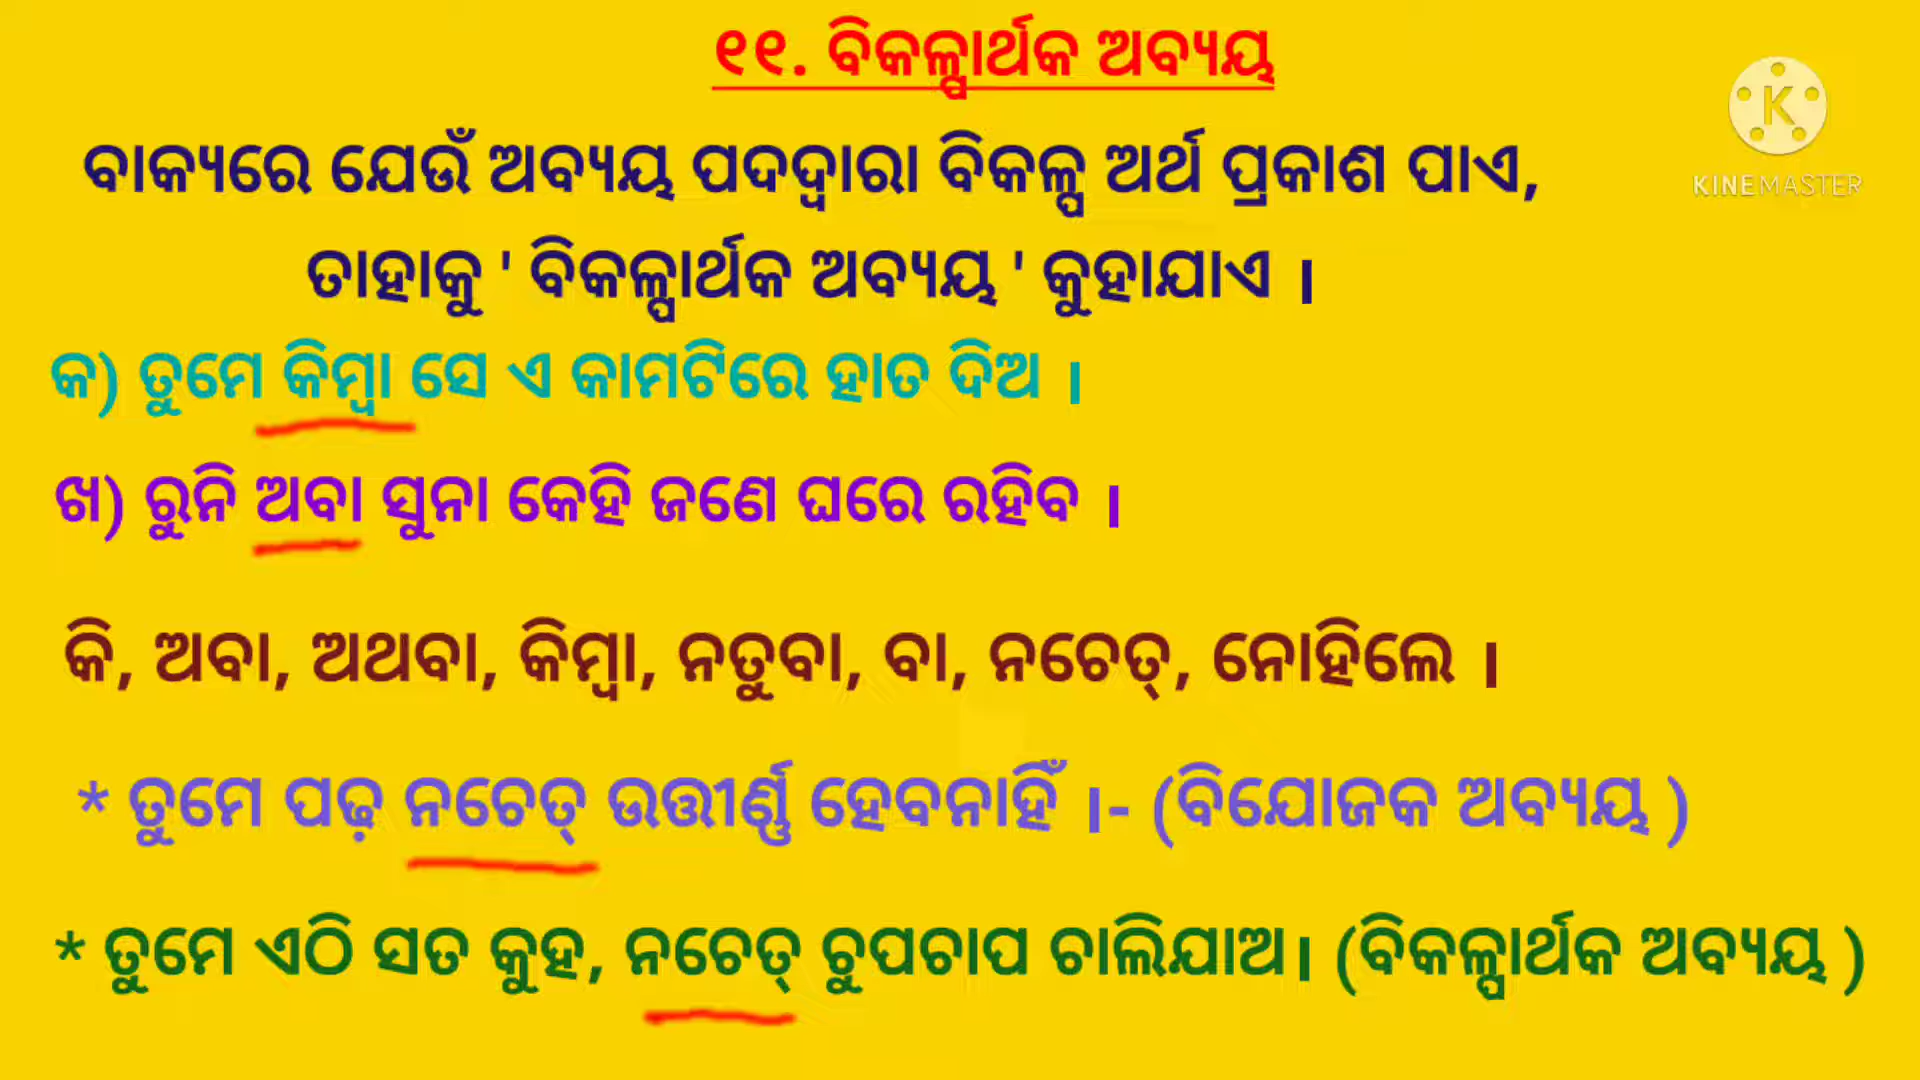 ୧୧. ବିକଳ୍ପାର୍ଥକ ଅବ୍ୟୟ
ବାକ୍ୟରେ ଯେଉଁ ଅବ୍ୟୟ ପଦଦ୍ୱାରା ବିକଳ୍ପ ଅର୍ଥ ପ୍ରକାଶ ପାଏ,
ତାହାକୁ ' ବିକଳ୍ପାର୍ଥକ ଅବ୍ୟୟ ' କୁହାଯାଏ ।
କ) ତୁମେ କିମ୍ବା ସେ ଏ କାମଟିରେ ହାତ ଦିଅ ।
ଖ) ରୁନି ଅବା ସୁନା କେହି ଜଣେ ଘରେ ରହିବ ।
କି, ଅବା, ଅଥବା, କିମ୍ବା, ନତୁବା, ବା, ନଚେତ୍, ନୋହିଲେ ।
* ତୁମେ ପଢ଼ ନଚେତ୍ ଉତ୍ତୀର୍ଣ୍ଣ ହେବନାହିଁ ।- (ବିଯୋଜକ ଅବ୍ୟୟ )
* ତୁମେ ଏଠି ସତ କୁହ, ନଚେତ୍ ଚୁପଚାପ ଚାଲିଯାଅ। (ବିକଳ୍ପାର୍ଥକ ଅବ୍ୟୟ )
K
KINEMASTER